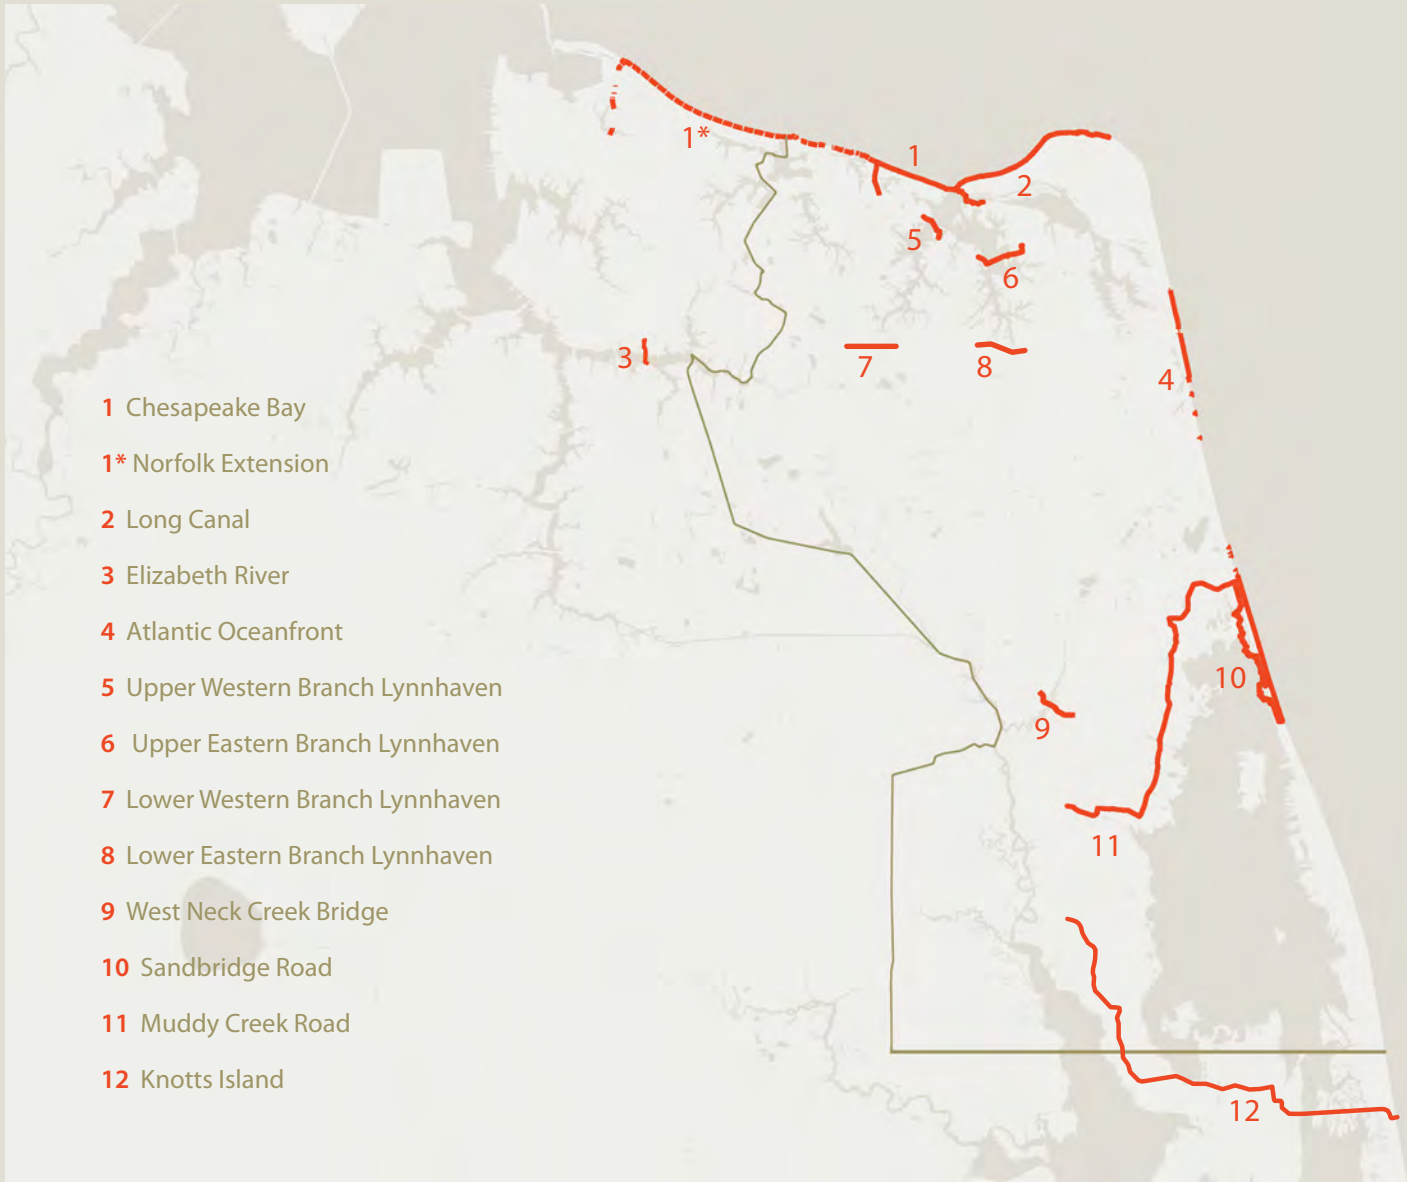 1*
1
2
5
6
3
7
8
4
1 Chesapeake Bay
1* Norfolk Extension
2 Long Canal
3 Elizabeth River
4 Atlantic Oceanfront
5 Upper Western Branch Lynnhaven
6 Upper Eastern Branch Lynnhaven
7 Lower Western Branch Lynnhaven
8 Lower Eastern Branch Lynnhaven
9 West Neck Creek Bridge
10 Sandbridge Road
11 Muddy Creek Road
12 Knotts Island
10
9
11
12